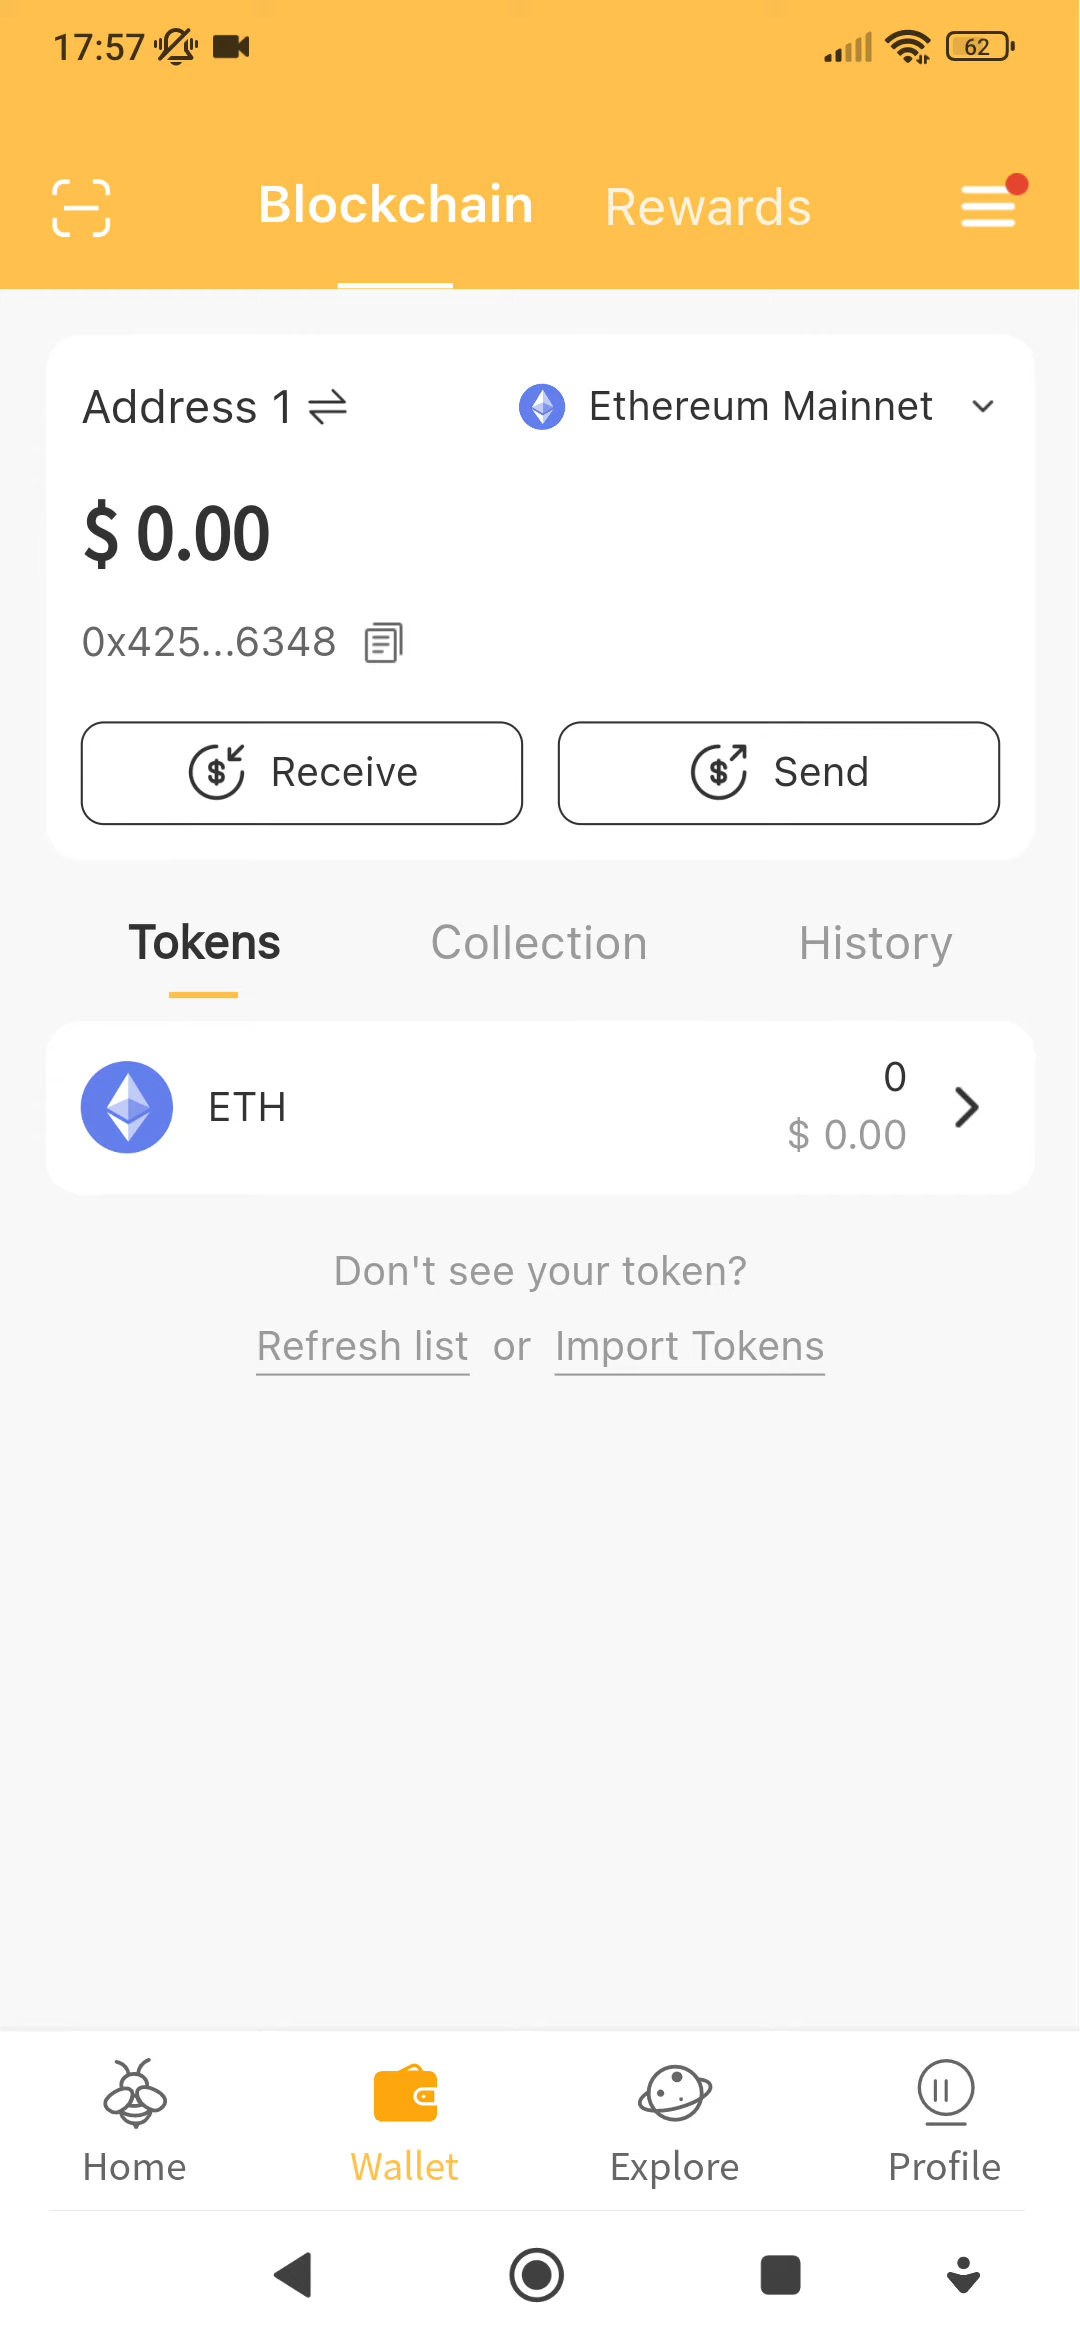 17:57
62
Blockchain Rewards
Address 1 Ethereum Mainnet
$ 0.00
0x425...6348
Receive Send
Tokens Collection History
ETH 0
$ 0.00
Don't see your token?
Refresh list or Import Tokens
Home Wallet Explore Profile